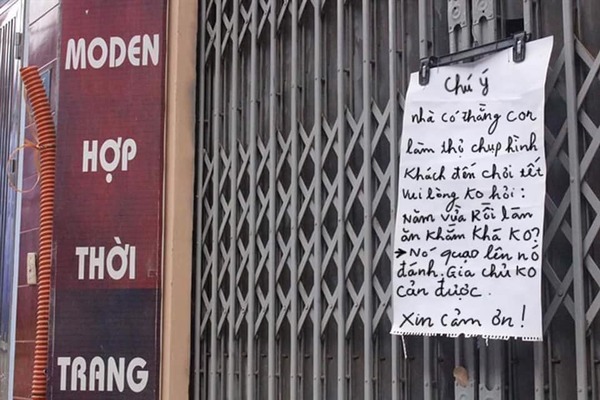 MODEN
HỢP
THỜI
TRANG
Chú ý
nhà có thằng con
làm thợ chụp hình
Khách đến chơi tết
Vui lòng ko hỏi:
Năm vừa Rồi làm
ăn khấm khá ko?
→ Nó quạo lên nó
đánh. Gia chủ ko
cản được.
Xin cảm ơn!